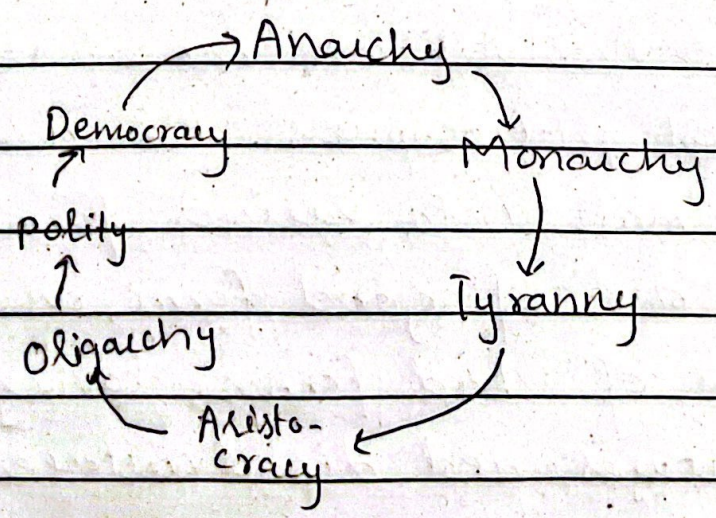 Anarchy
Democracy
Monarchy
Polity
Tyranny
Oligarchy
Aristo-
cracy